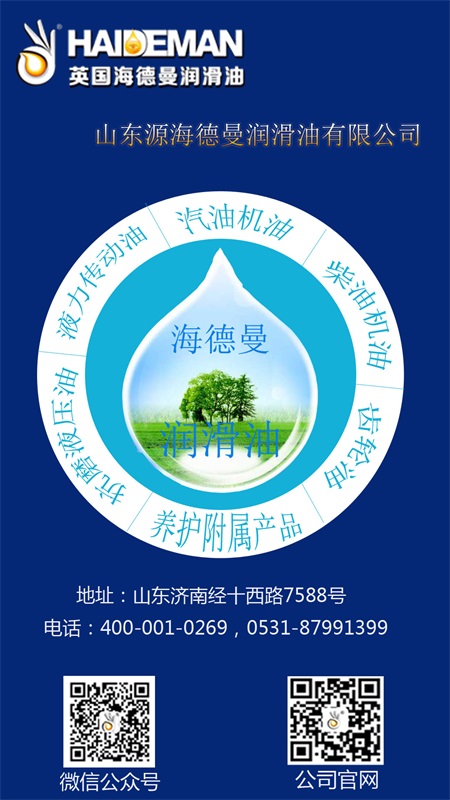 HAIDEMAN®
英国海德曼润滑油
山东源海德曼润滑油有限公司
汽油机油
柴油机油
齿轮油
养护附属产品
抗磨液压油
液力传动油
海德曼
润滑油
地址：山东济南经十西路7588号
电话：400-001-0269，0531-87991399
微信公众号
公司官网